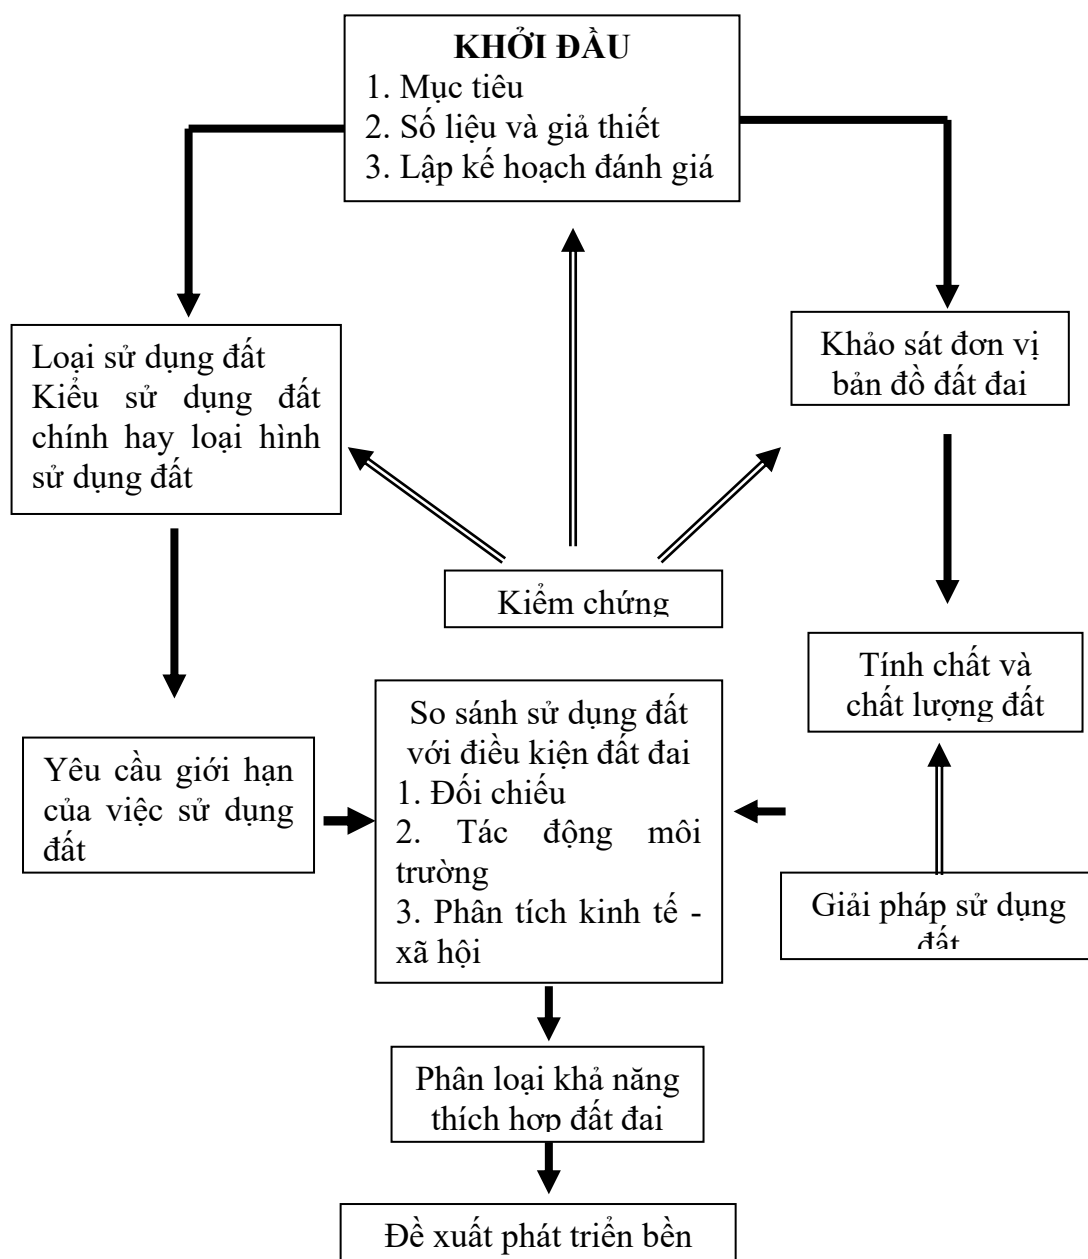 KHỞI ĐẦU
1. Mục tiêu
2. Số liệu và giả thiết
3. Lập kế hoạch đánh giá
Loại sử dụng đất
Kiểu sử dụng đất
chính hay loại hình
sử dụng đất
Khảo sát đơn vị
bản đồ đất đai
Kiểm chứng
Tính chất và
chất lượng đất
Yêu cầu giới hạn
của việc sử dụng
đất
So sánh sử dụng đất
với điều kiện đất đai
1. Đối chiếu
2. Tác động môi
trường
3. Phân tích kinh tế -
xã hội
Giải pháp sử dụng
đất
Phân loại khả năng
thích hợp đất đai
Đề xuất phát triển bền